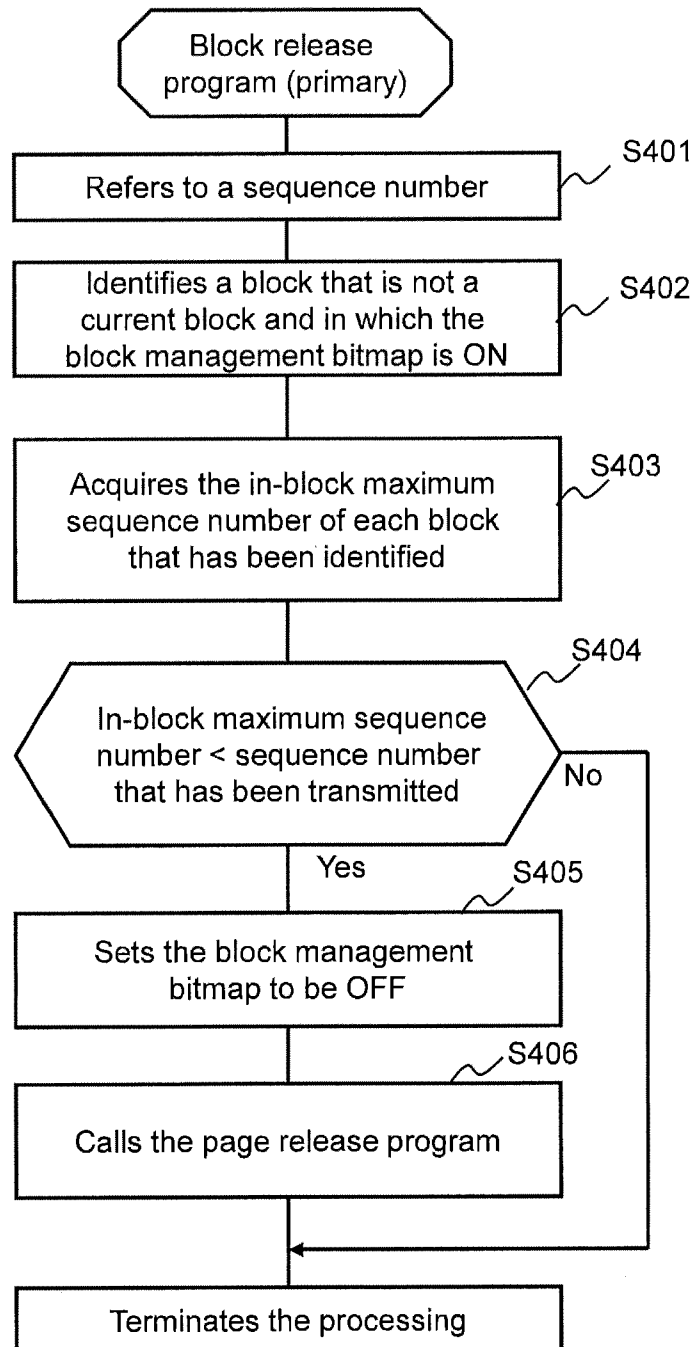 Block release
program (primary)
S401
Refers to a sequence number
S402
Identifies a block that is not a
current block and in which the
block management bitmap is ON
S403
Acquires the in-block maximum
sequence number of each block
that has been identified
S404
In-block maximum sequence
number < sequence number
that has been transmitted
No
Yes
S405
Sets the block management
bitmap to be OFF
S406
Calls the page release program
Terminates the processing